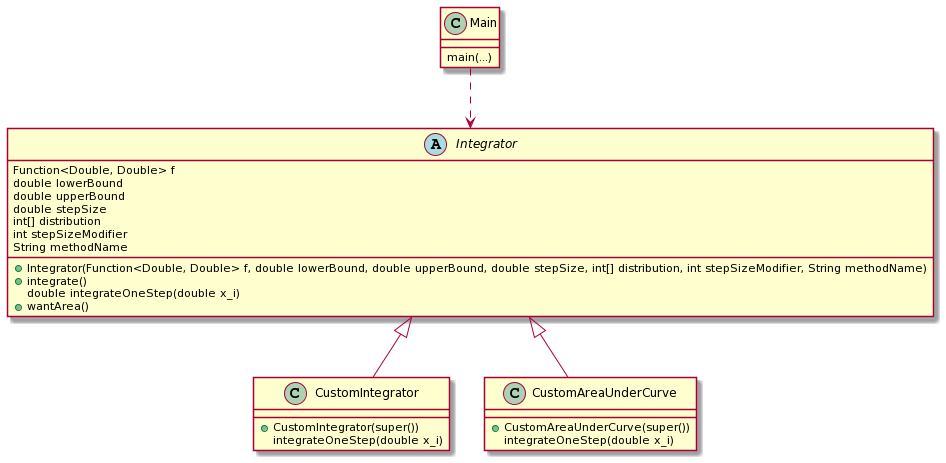 C Main
main(...)
A Integrator
Function<Double, Double> f
double lowerBound
double upperBound
double stepSize
int[] distribution
int stepSizeModifier
String methodName
Integrator(Function<Double, Double> f, double lowerBound, double upperBound, double stepSize, int[] distribution, int stepSizeModifier, String methodName)
integrate()
double integrateOneStep(double x_i)
wantArea()
C CustomIntegrator
CustomIntegrator(super())
integrateOneStep(double x_i)
C CustomAreaUnderCurve
CustomAreaUnderCurve(super())
integrateOneStep(double x_i)